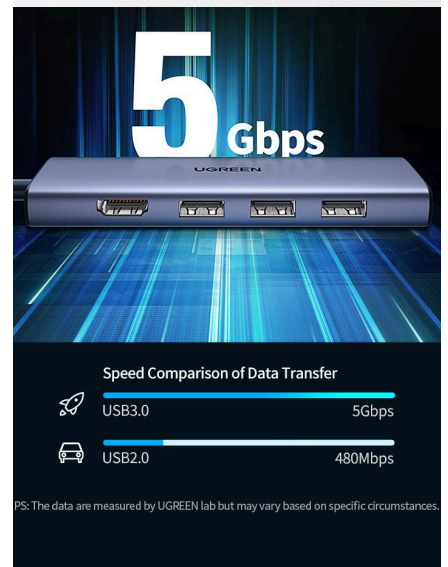 5 Gbps
UGREEN
Speed Comparison of Data Transfer
USB3.0 5Gbps
USB2.0 480Mbps
PS: The data are measured by UGREEN lab but may vary based on specific circumstances.